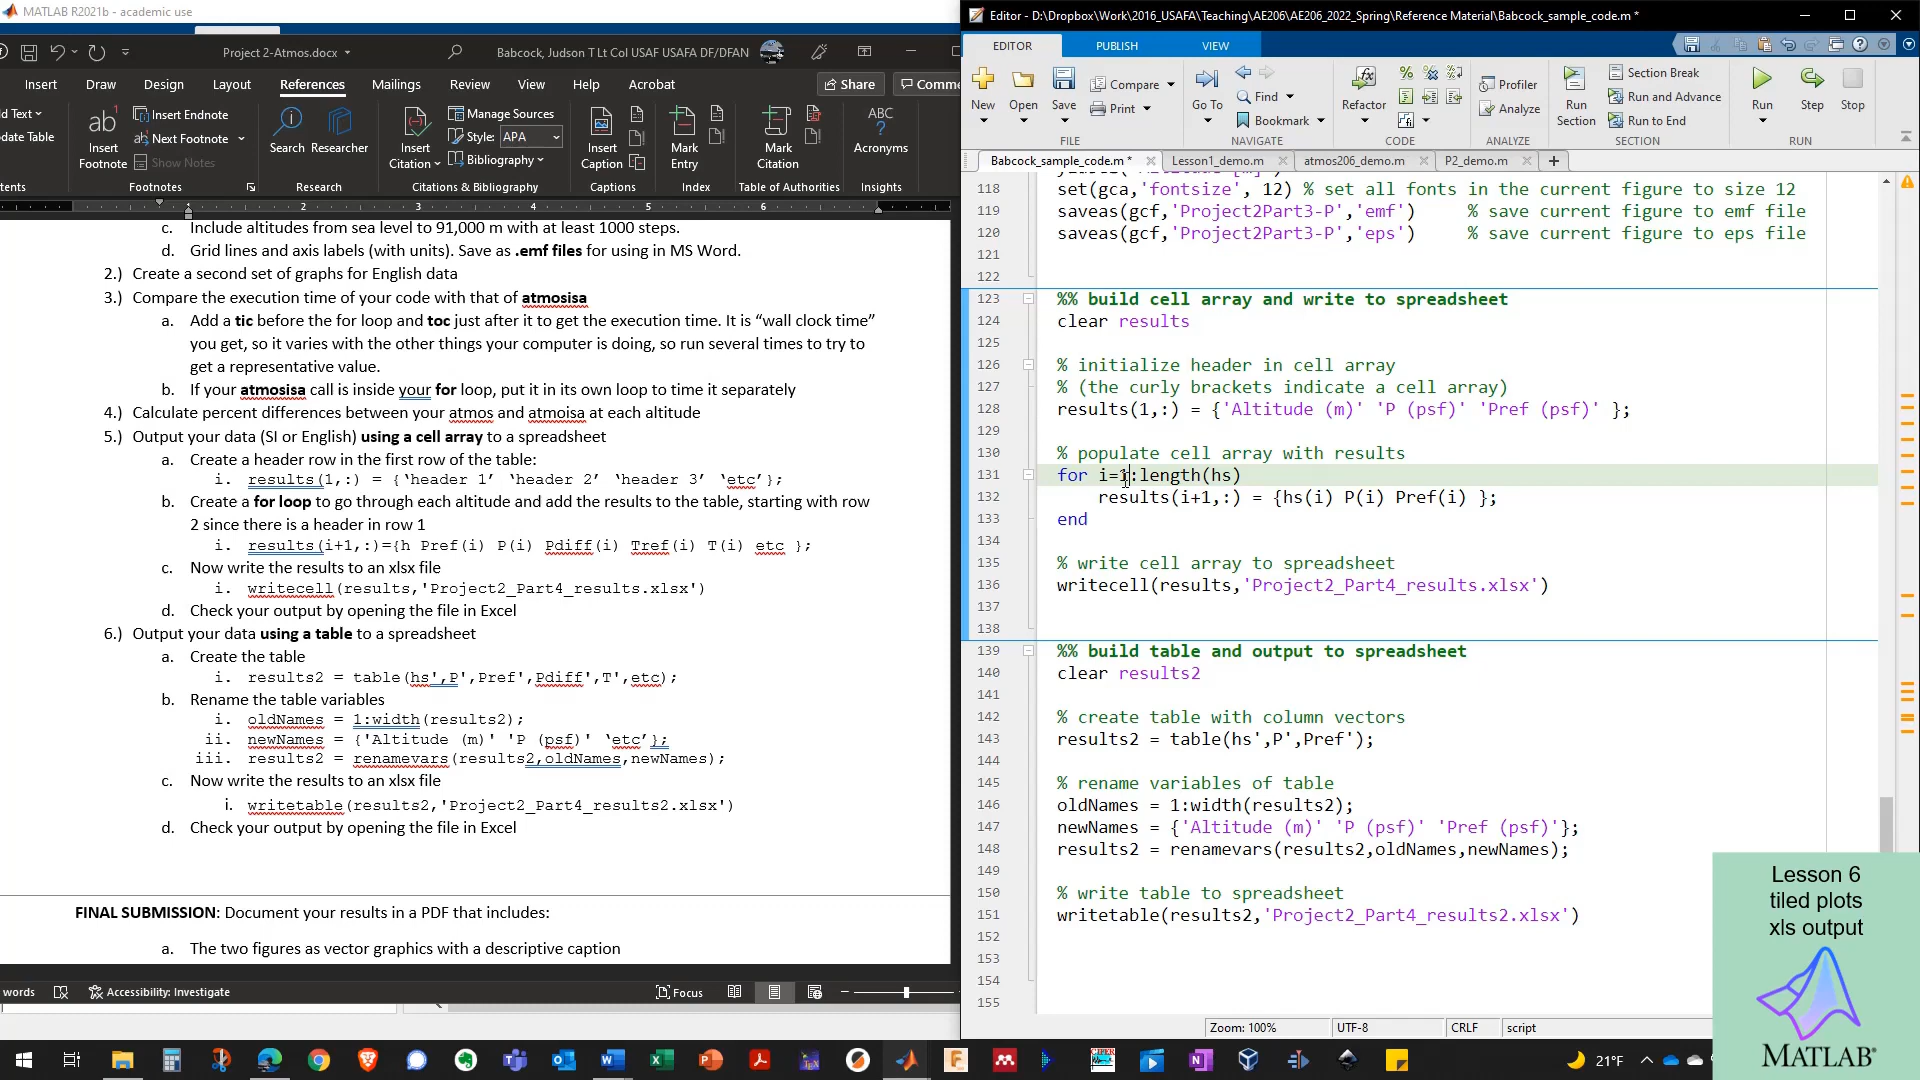 MATLAB R2021b - academic use
Project 2-Atmos.docx
Babcock, Judson T Lt Col USAF USAFA DF/DFAN
Insert Draw Design Layout References Mailings Review View Help Acrobat Share Comme
dd Text
date Table
Insert Footnote
Insert Endnote
Next Footnote
Show Notes
Search Researcher
Insert Citation
Manage Sources
Style: APA
Bibliography
Insert Caption
Mark Entry
Mark Citation
Acronyms
tents Footnotes Research Citations & Bibliography Captions Index Table of Authorities Insights
1 2 3 4 5 6
c. Include altitudes from sea level to 91,000 m with at least 1000 steps.
d. Grid lines and axis labels (with units). Save as .emf files for using in MS Word.
2.) Create a second set of graphs for English data
3.) Compare the execution time of your code with that of atmosisa
a. Add a tic before the for loop and toc just after it to get the execution time. It is “wall clock time”
you get, so it varies with the other things your computer is doing, so run several times to try to
get a representative value.
b. If your atmosisa call is inside your for loop, put it in its own loop to time it separately
4.) Calculate percent differences between your atmos and atmoisa at each altitude
5.) Output your data (SI or English) using a cell array to a spreadsheet
a. Create a header row in the first row of the table:
i. results(1,:) = {‘header 1’ ‘header 2’ ‘header 3’ ‘etc’};
b. Create a for loop to go through each altitude and add the results to the table, starting with row
2 since there is a header in row 1
i. results(i+1,:)={h Pref(i) P(i) Pdiff(i) Tref(i) T(i) etc };
c. Now write the results to an xlsx file
i. writecell(results,'Project2_Part4_results.xlsx')
d. Check your output by opening the file in Excel
6.) Output your data using a table to a spreadsheet
a. Create the table
i. results2 = table(hs',P',Pref',Pdiff',T',etc);
b. Rename the table variables
i. oldNames = 1:width(results2);
ii. newNames = {'Altitude (m)' 'P (psf)' ‘etc’};
iii. results2 = renamevars(results2,oldNames,newNames);
c. Now write the results to an xlsx file
i. writetable(results2,'Project2_Part4_results2.xlsx')
d. Check your output by opening the file in Excel
FINAL SUBMISSION: Document your results in a PDF that includes:
a. The two figures as vector graphics with a descriptive caption
words Accessibility: Investigate Focus
Editor - D:\Dropbox\Work\2016_USAFA\Teaching\AE206\AE206_2022_Spring\Reference Material\Babcock_sample_code.m *
EDITOR PUBLISH VIEW
New Open Save
Compare
Print
Go To
Find
Bookmark
Refactor
Profiler
Analyze
Run Section
Section Break
Run and Advance
Run to End
Run Step Stop
FILE NAVIGATE CODE ANALYZE SECTION RUN
Babcock_sample_code.m * Lesson1_demo.m atmos206_demo.m P2_demo.m
118 set(gca,'fontsize', 12) % set all fonts in the current figure to size 12
119 saveas(gcf,'Project2Part3-P','emf') % save current figure to emf file
120 saveas(gcf,'Project2Part3-P','eps') % save current figure to eps file
121
122
123 %% build cell array and write to spreadsheet
124 clear results
125
126 % initialize header in cell array
127 % (the curly brackets indicate a cell array)
128 results(1,:) = {'Altitude (m)' 'P (psf)' 'Pref (psf)' };
129
130 % populate cell array with results
131 for i=1:length(hs)
132 results(i+1,:) = {hs(i) P(i) Pref(i) };
133 end
134
135 % write cell array to spreadsheet
136 writecell(results,'Project2_Part4_results.xlsx')
137
138
139 %% build table and output to spreadsheet
140 clear results2
141
142 % create table with column vectors
143 results2 = table(hs',P',Pref');
144
145 % rename variables of table
146 oldNames = 1:width(results2);
147 newNames = {'Altitude (m)' 'P (psf)' 'Pref (psf)'};
148 results2 = renamevars(results2,oldNames,newNames);
149
150 % write table to spreadsheet
151 writetable(results2,'Project2_Part4_results2.xlsx')
152
153
154
155
Zoom: 100% UTF-8 CRLF script
Lesson 6
tiled plots
xls output
MATLAB®
21°F